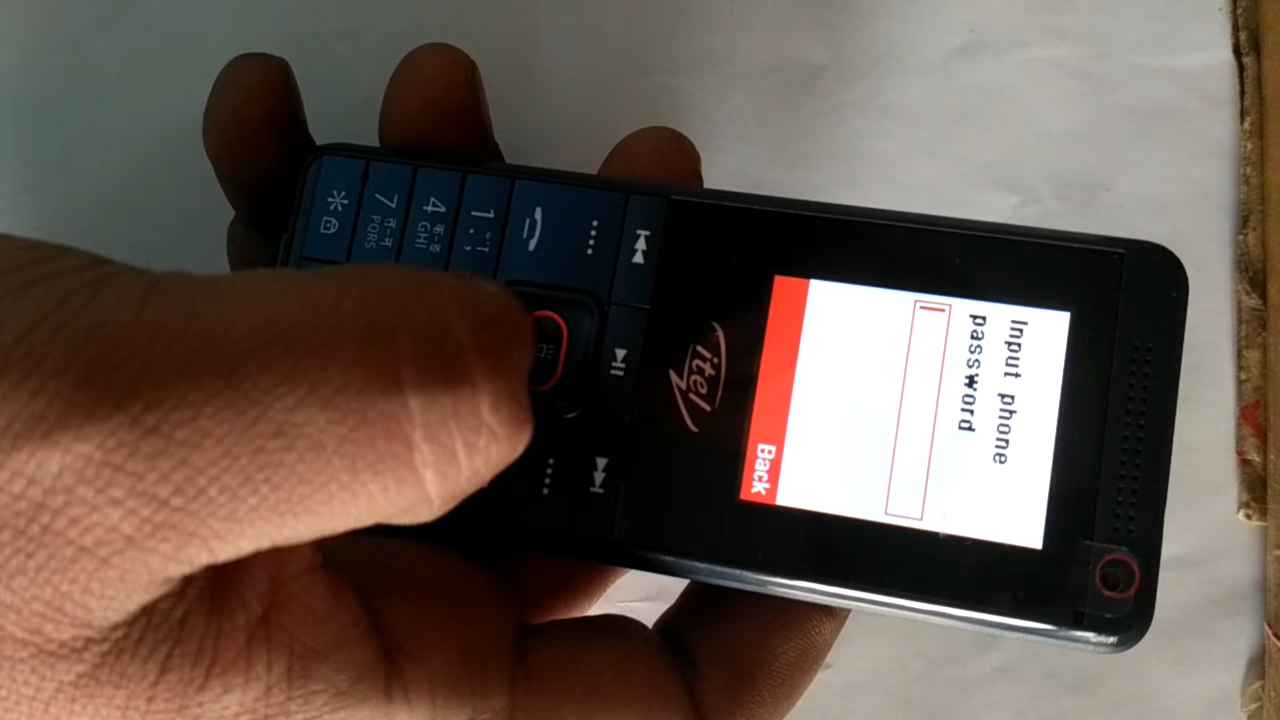 Input phone
password
Back
itel
1 . ,
4
GHI
7 त-न
PQRS
*